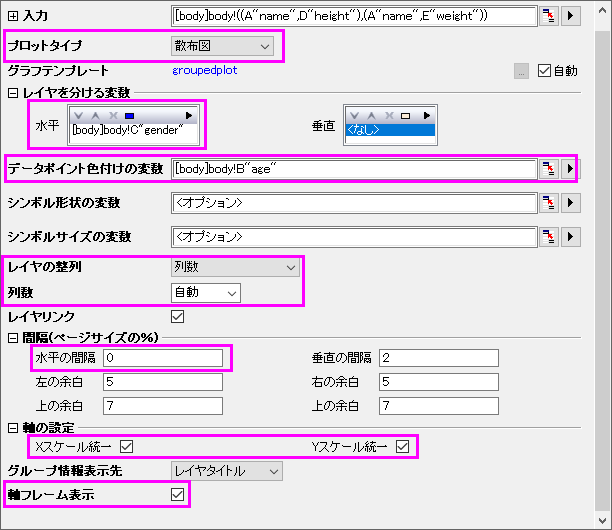 入力 [body]body!((A"name",D"height"),(A"name",E"weight"))
プロットタイプ 散布図
グラフテンプレート groupedplot ... 自動
レイヤを分ける変数
水平 [body]body!C"gender" 垂直 <なし>
データポイント色付けの変数 [body]body!B"age"
シンボル形状の変数 <オプション>
シンボルサイズの変数 <オプション>
レイヤの整列 列数
列数 自動
レイヤリンク
間隔(ページサイズの%)
水平の間隔 0 垂直の間隔 2
左の余白 5 右の余白 5
上の余白 7 上の余白 7
軸の設定
Xスケール統一 Yスケール統一
グループ情報表示先 レイヤタイトル
軸フレーム表示